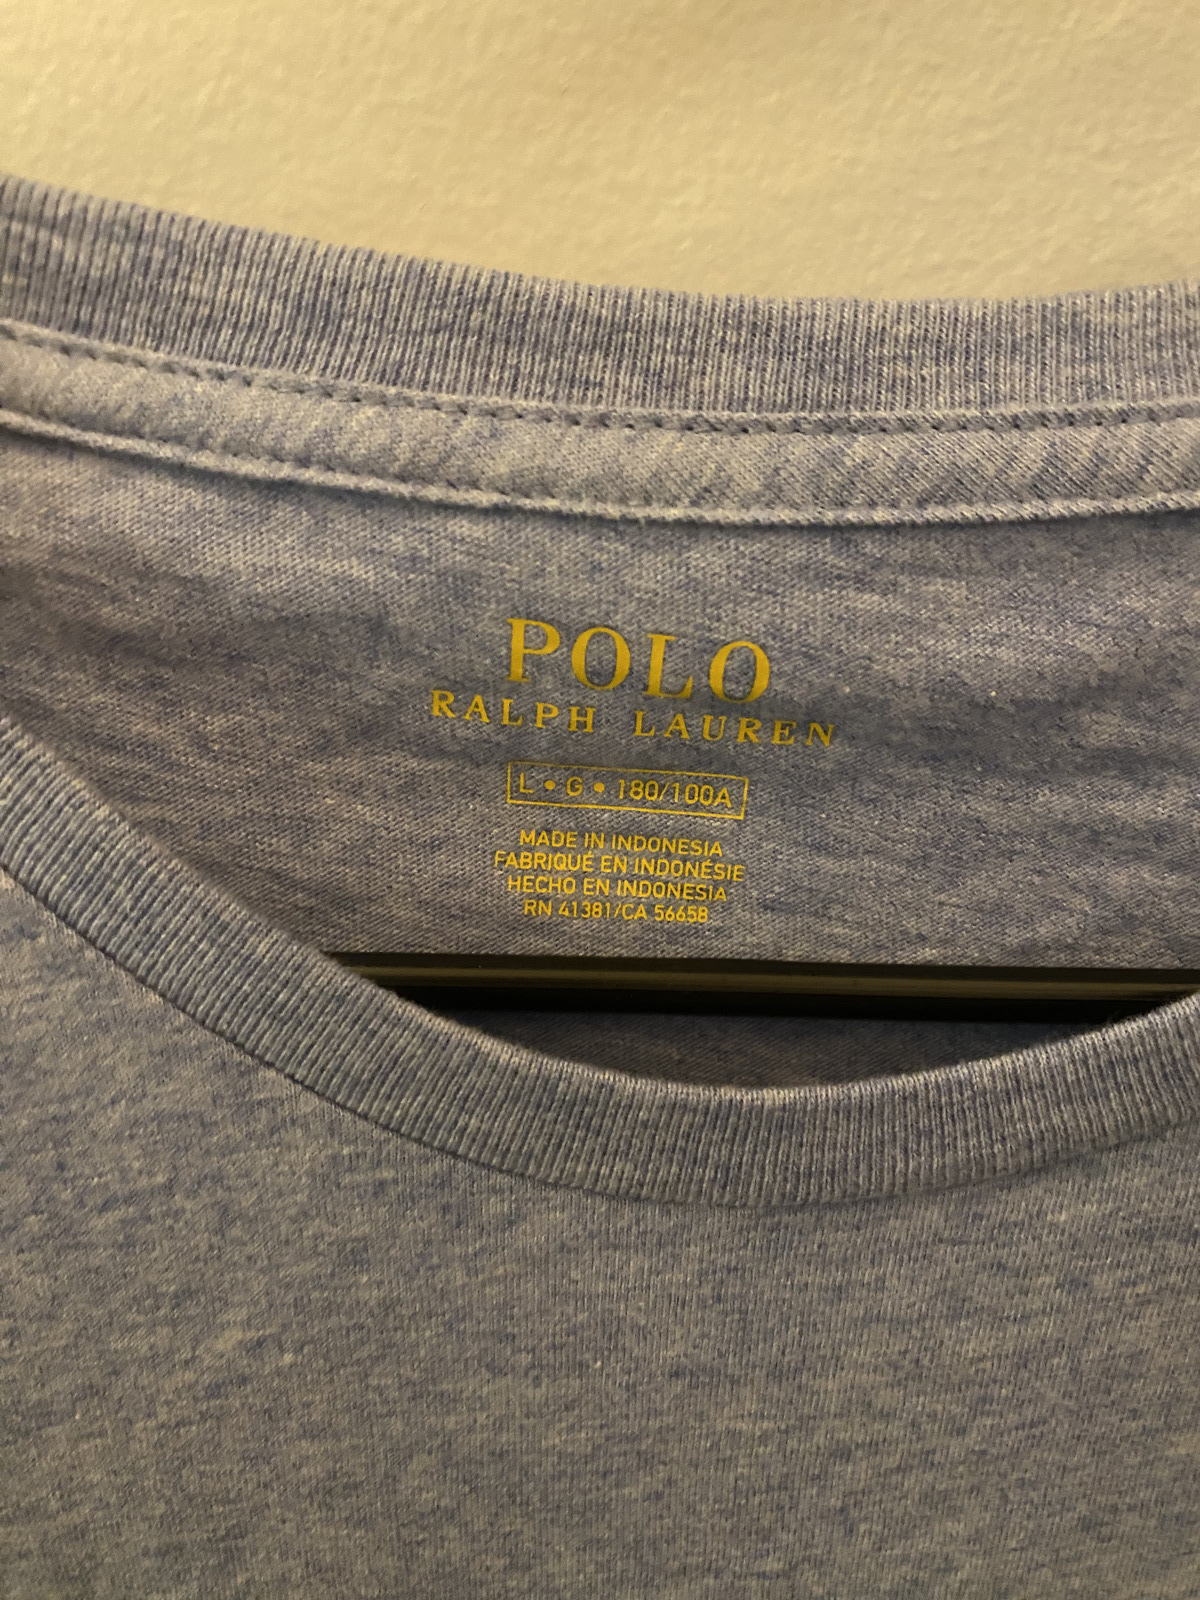 POLO
RALPH LAUREN
L • G • 180/100A
MADE IN INDONESIA
FABRIQUÉ EN INDONÉSIE
HECHO EN INDONESIA
RN 41381/CA 56658